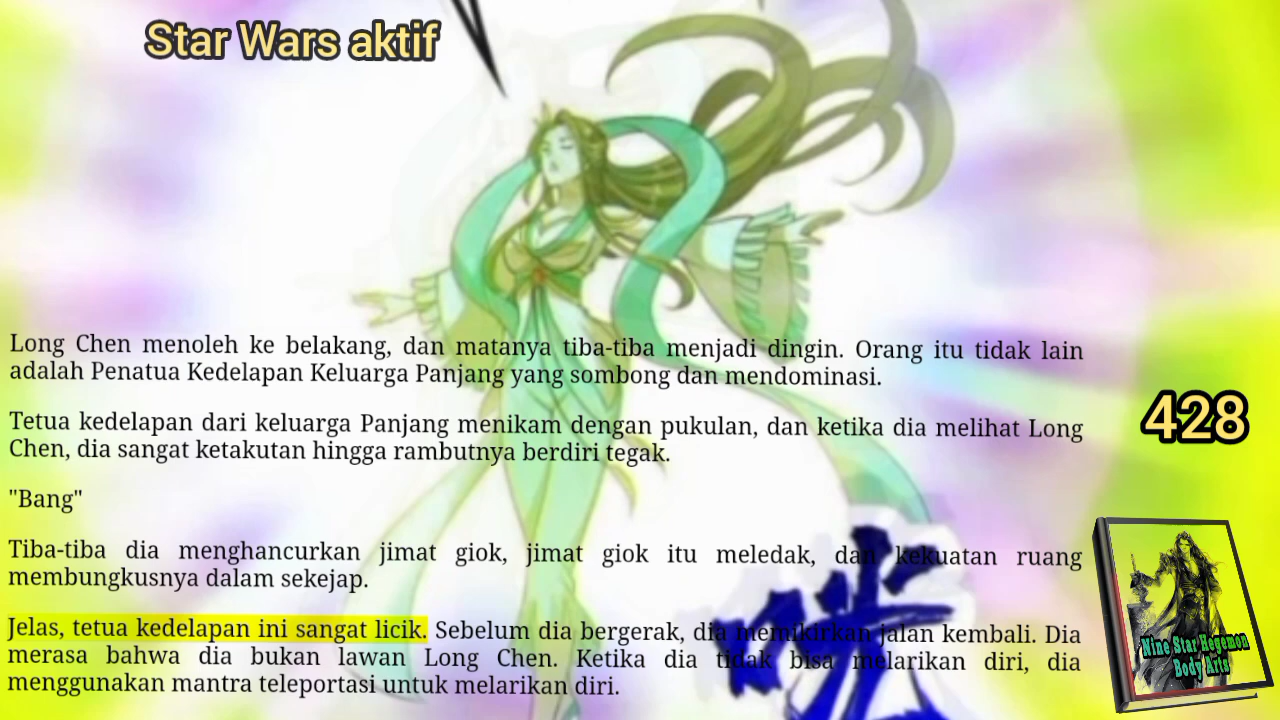 Star Wars aktif
Long Chen menoleh ke belakang, dan matanya tiba-tiba menjadi dingin. Orang itu tidak lain
adalah Penatua Kedelapan Keluarga Panjang yang sombong dan mendominasi.
Tetua kedelapan dari keluarga Panjang menikam dengan pukulan, dan ketika dia melihat Long
Chen, dia sangat ketakutan hingga rambutnya berdiri tegak.
428
"Bang"
Tiba-tiba dia menghancurkan jimat giok, jimat giok itu meledak, dan kekuatan ruang
membungkusnya dalam sekejap.
Jelas, tetua kedelapan ini sangat licik. Sebelum dia bergerak, dia memikirkan jalan kembali. Dia
merasa bahwa dia bukan lawan Long Chen. Ketika dia tidak bisa melarikan diri, dia
menggunakan mantra teleportasi untuk melarikan diri.
Nine Star Hegemon
Body Arts